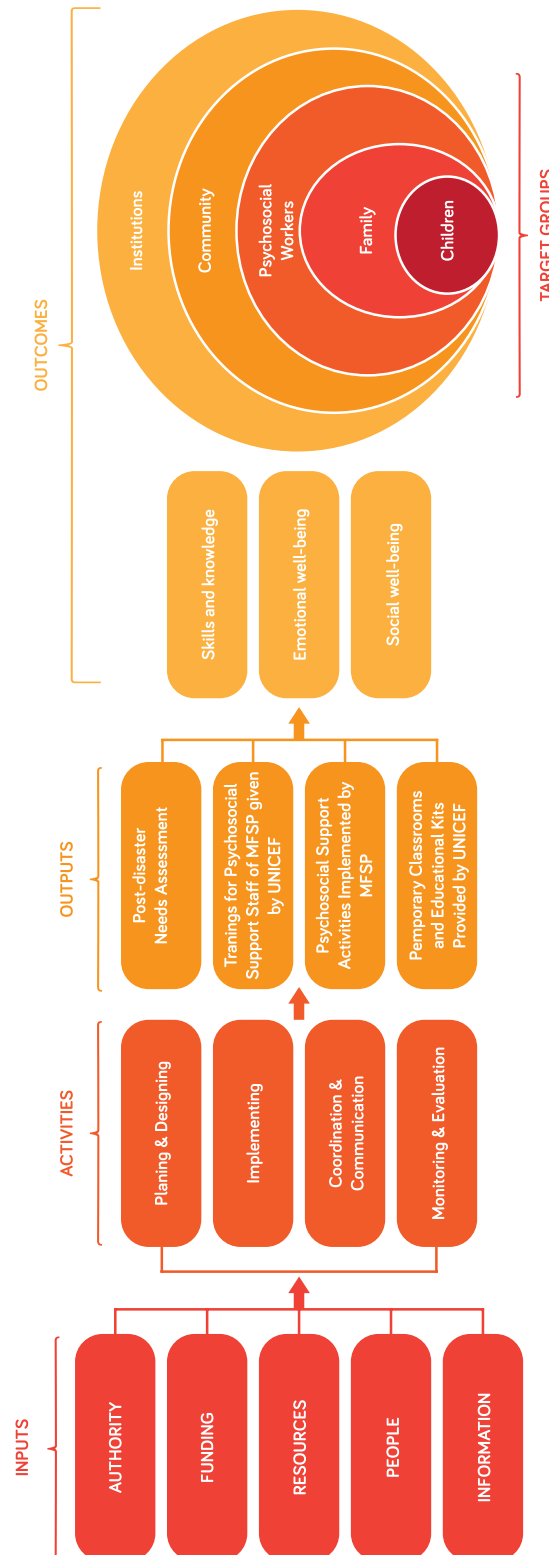 INPUTS
AUTHORITY
FUNDING
RESOURCES
PEOPLE
INFORMATION
ACTIVITIES
Planing & Designing
Implementing
Coordination &
Communication
Monitoring & Evaluation
OUTPUTS
Post-disaster
Needs Assessment
Tranings for Psychosocial
Support Staff of MFSP given
by UNICEF
Psychosocial Support
Activities Implemented by
MFSP
Pemporary Classrooms
and Educational Kits
Provided by UNICEF
OUTCOMES
Skills and knowledge
Emotional well-being
Social well-being
Institutions
Community
Psychosocial
Workers
Family
Children
TARGET GROUPS